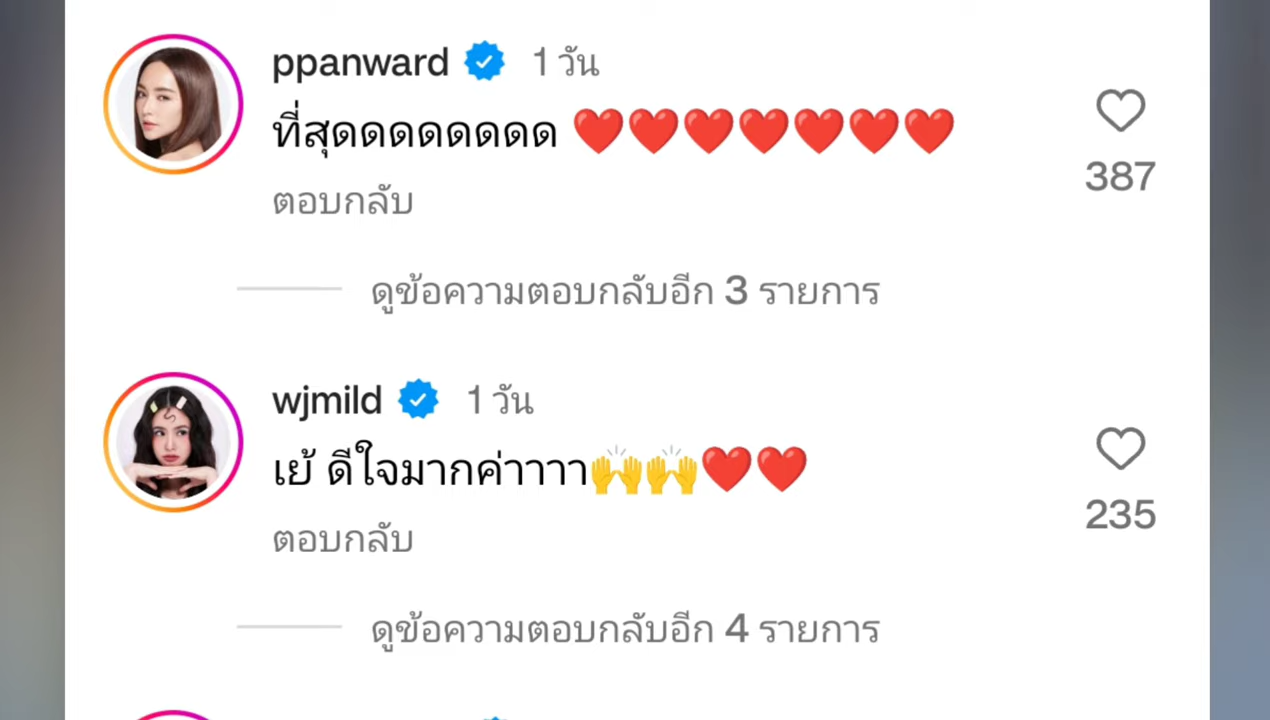 ppanward 1 วัน
ที่สุดดดดดดดด ❤️❤️❤️❤️❤️❤️❤️
387
ตอบกลับ
ดูข้อความตอบกลับอีก 3 รายการ
wjmild 1 วัน
เย้ ดีใจมากค่าาาา🙌🙌❤️❤️
235
ตอบกลับ
ดูข้อความตอบกลับอีก 4 รายการ